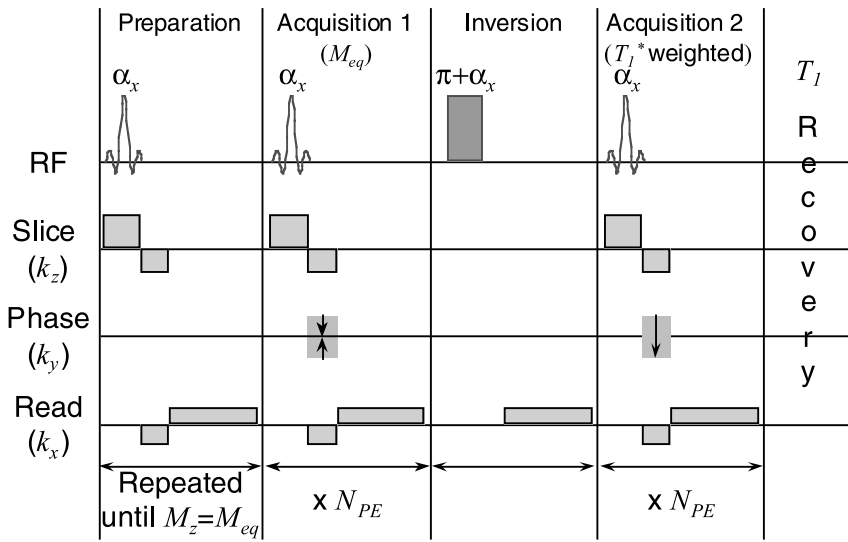 Preparation
Acquisition 1
(M_eq)
Inversion
Acquisition 2
(T_1* weighted)
α_x
α_x
π+α_x
α_x
T_1
Recovery
RF
Slice
(k_z)
Phase
(k_y)
Read
(k_x)
Repeated
until M_z=M_eq
x N_PE
x N_PE